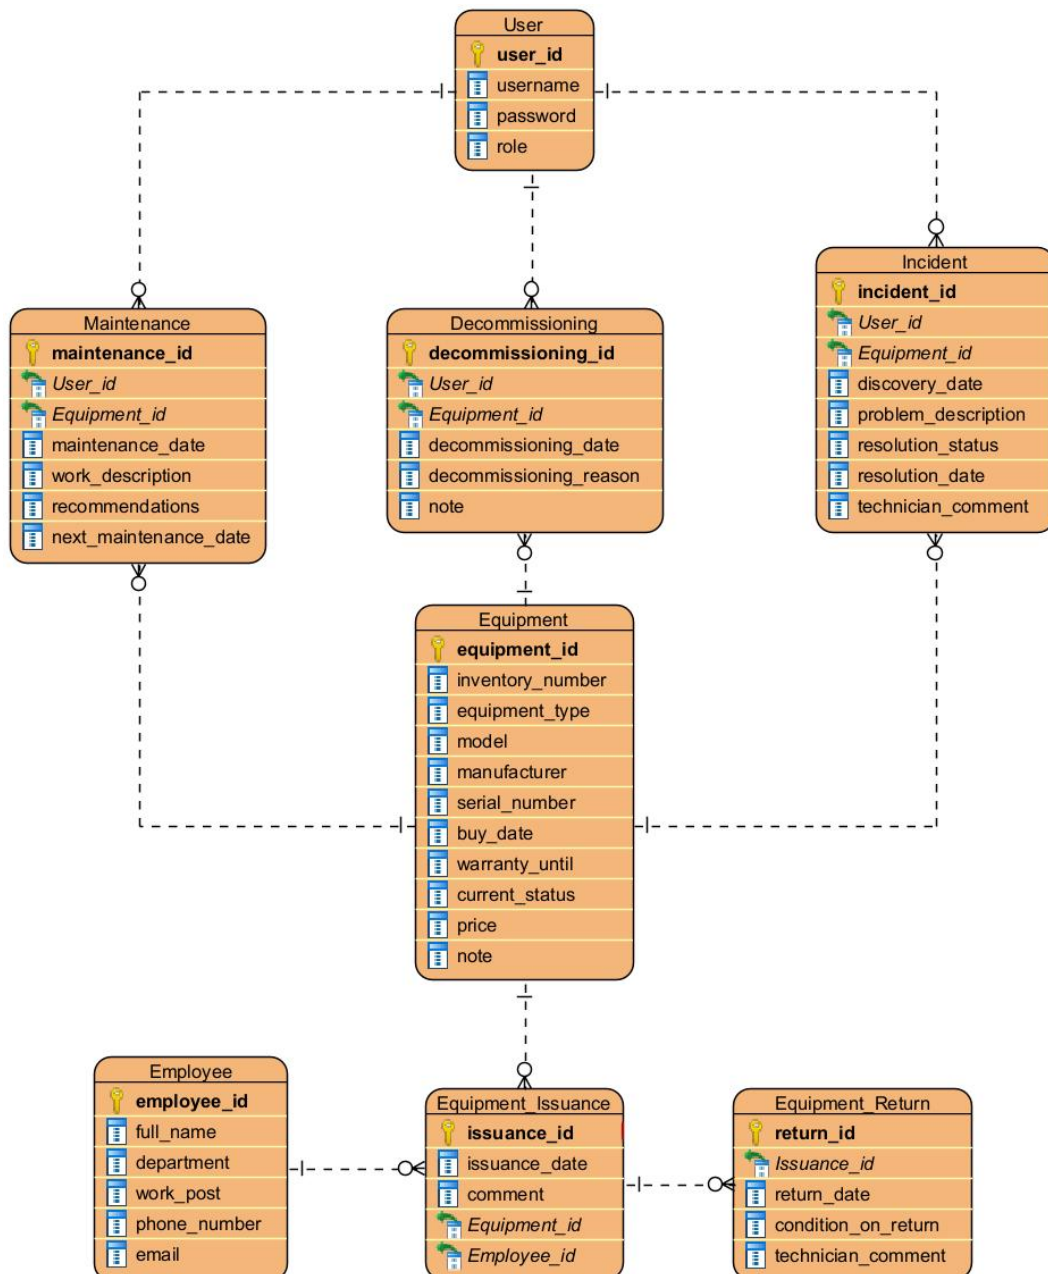 User
user_id
username
password
role
Maintenance
maintenance_id
User_id
Equipment_id
maintenance_date
work_description
recommendations
next_maintenance_date
Decommissioning
decommissioning_id
User_id
Equipment_id
decommissioning_date
decommissioning_reason
note
Incident
incident_id
User_id
Equipment_id
discovery_date
problem_description
resolution_status
resolution_date
technician_comment
Equipment
equipment_id
inventory_number
equipment_type
model
manufacturer
serial_number
buy_date
warranty_until
current_status
price
note
Employee
employee_id
full_name
department
work_post
phone_number
email
Equipment_Issuance
issuance_id
issuance_date
comment
Equipment_id
Employee_id
Equipment_Return
return_id
Issuance_id
return_date
condition_on_return
technician_comment